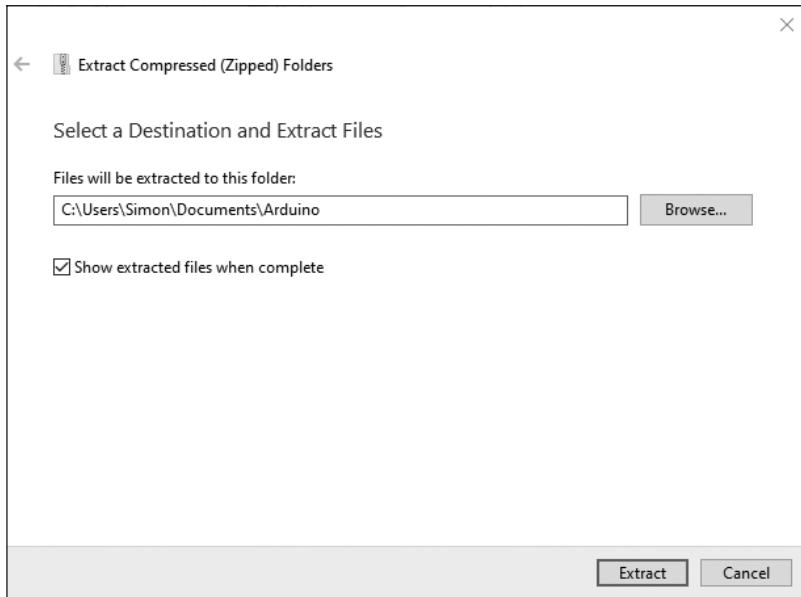 Extract Compressed (Zipped) Folders
Select a Destination and Extract Files
Files will be extracted to this folder:
C:\Users\Simon\Documents\Arduino
Browse...
Show extracted files when complete
Extract
Cancel